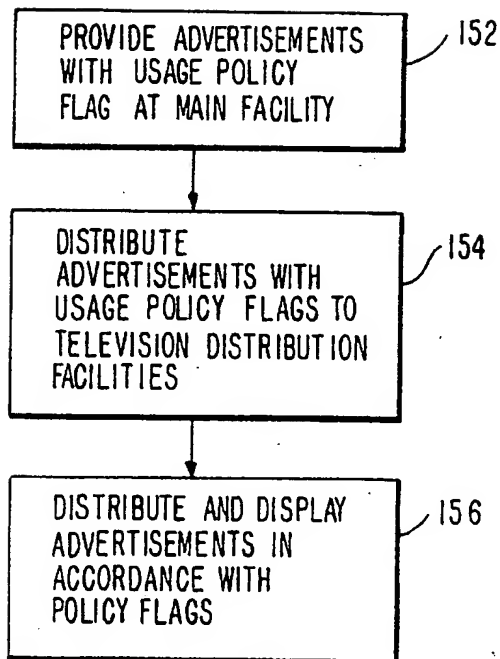 PROVIDE ADVERTISEMENTS
WITH USAGE POLICY
FLAG AT MAIN FACILITY
152
DISTRIBUTE
ADVERTISEMENTS WITH
USAGE POLICY FLAGS TO
TELEVISION DISTRIBUTION
FACILITIES
154
DISTRIBUTE AND DISPLAY
ADVERTISEMENTS IN
ACCORDANCE WITH
POLICY FLAGS
156